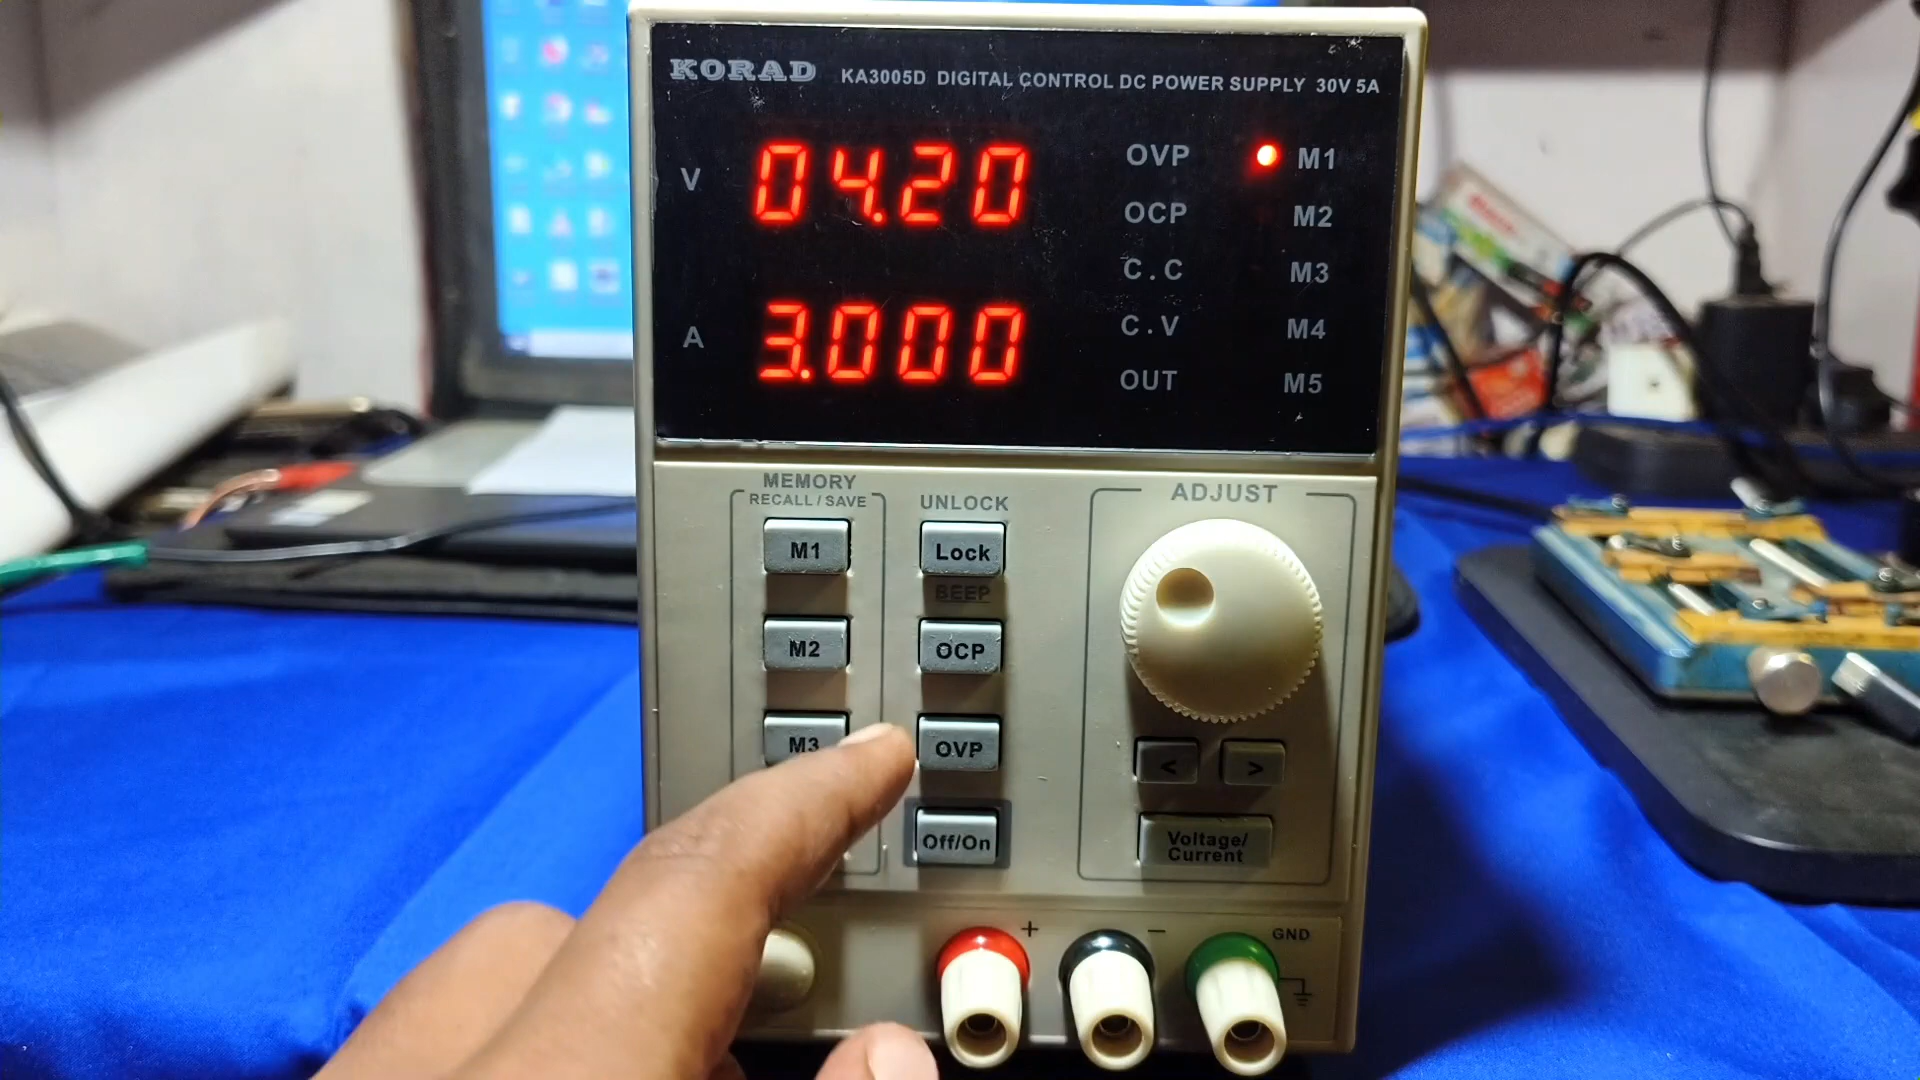 KORAD KA3005D DIGITAL CONTROL DC POWER SUPPLY 30V 5A
V 04.20
A 3.000
OVP M1
OCP M2
C.C M3
C.V M4
OUT M5
MEMORY
RECALL/SAVE
UNLOCK
ADJUST
M1
Lock
BEEP
M2
OCP
M3
OVP
< >
Off/On
Voltage/
Current
+ −
GND